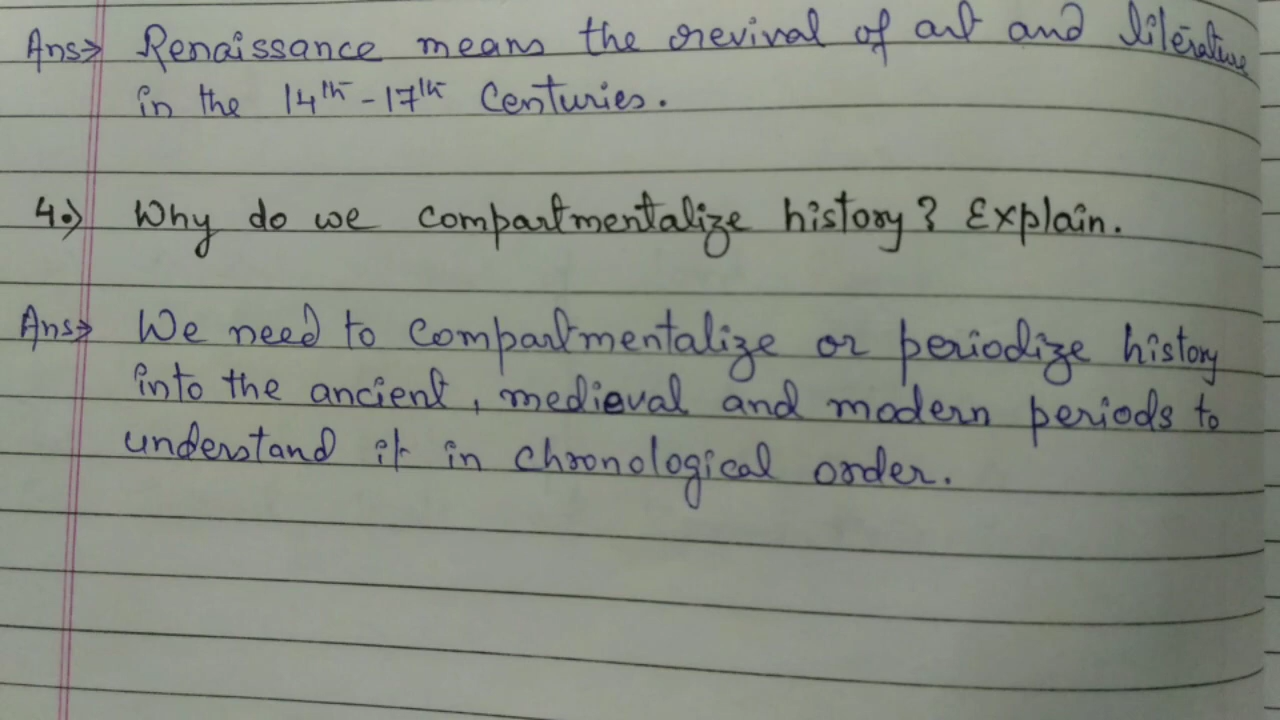 Ans→ Renaissance means the revival of art and literature
in the 14th - 17th Centuries.
4.) Why do we compartmentalize history? Explain.
Ans→ We need to compartmentalize or periodize history
into the ancient, medieval and modern periods to
understand it in chronological order.